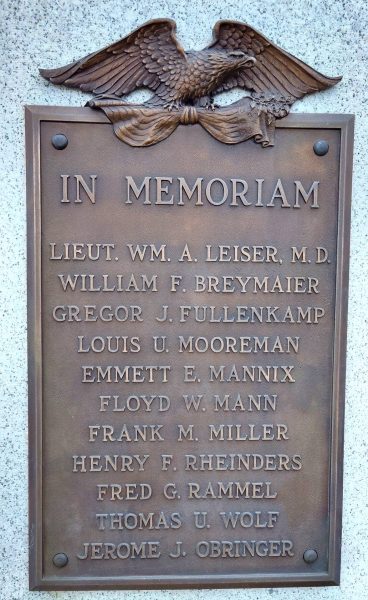 IN MEMORIAM
LIEUT. WM. A. LEISER, M.D.
WILLIAM F. BREYMAIER
GREGOR J. FULLENKAMP
LOUIS U. MOOREMAN
EMMETT E. MANNIX
FLOYD W. MANN
FRANK M. MILLER
HENRY F. RHEINDERS
FRED G. RAMMEL
THOMAS U. WOLF
JEROME J. OBRINGER